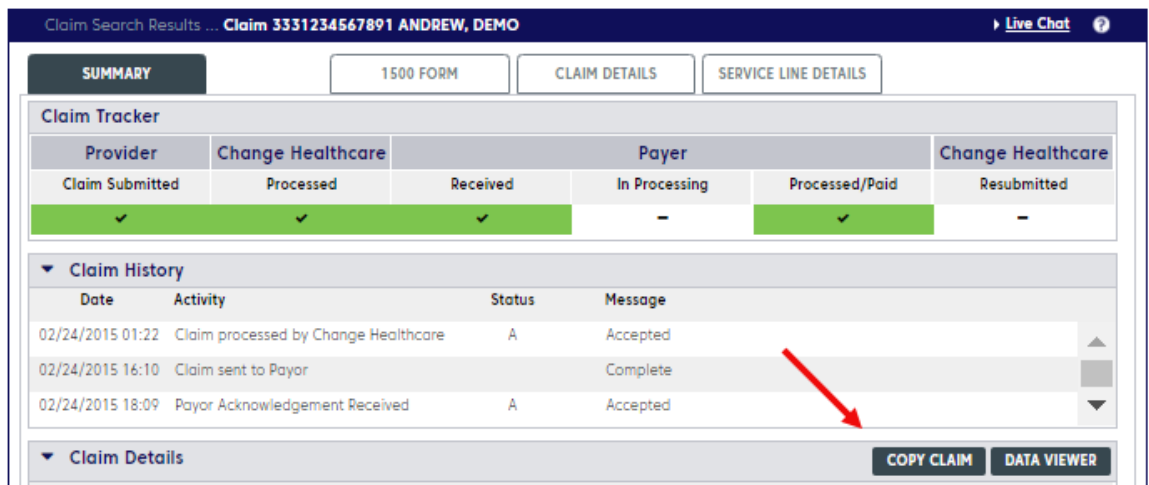 Claim Search Results ... Claim 3331234567891 ANDREW, DEMO Live Chat ?
SUMMARY 1500 FORM CLAIM DETAILS SERVICE LINE DETAILS
Claim Tracker
Provider Change Healthcare Payer Change Healthcare
Claim Submitted Processed Received In Processing Processed/Paid Resubmitted
Claim History
Date Activity Status Message
02/24/2015 01:22 Claim processed by Change Healthcare A Accepted
02/24/2015 16:10 Claim sent to Payor Complete
02/24/2015 18:09 Payor Acknowledgement Received A Accepted
Claim Details COPY CLAIM DATA VIEWER